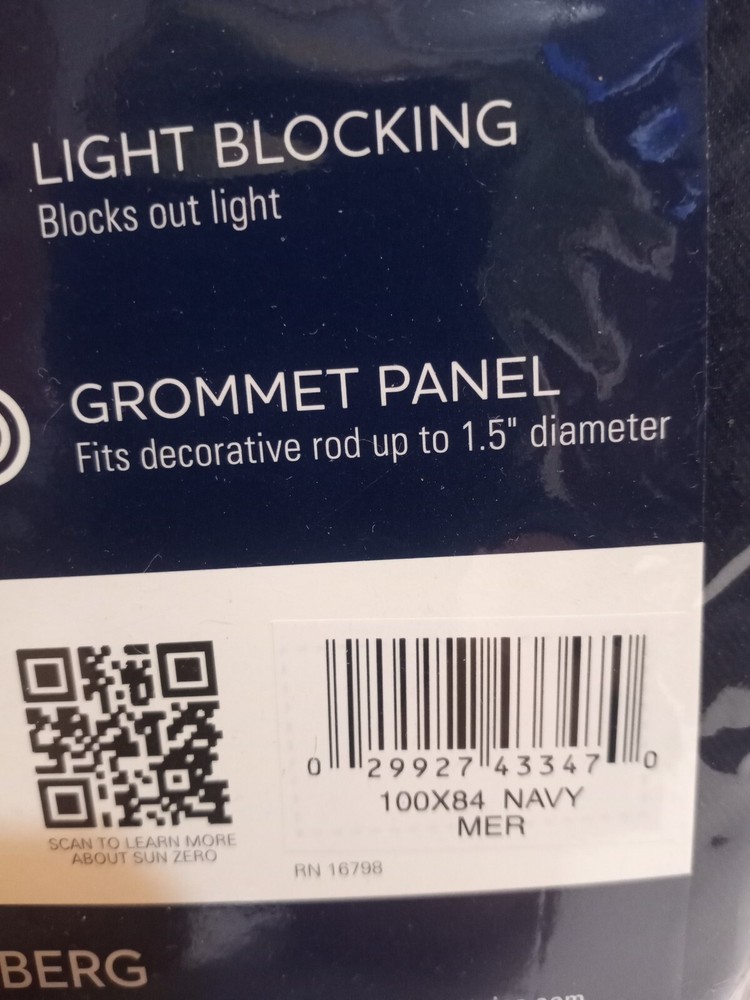 LIGHT BLOCKING
Blocks out light
GROMMET PANEL
Fits decorative rod up to 1.5" diameter
0 29927 43347 0
100X84 NAVY
MER
SCAN TO LEARN MORE
ABOUT SUN ZERO
RN 16798
BERG
.com